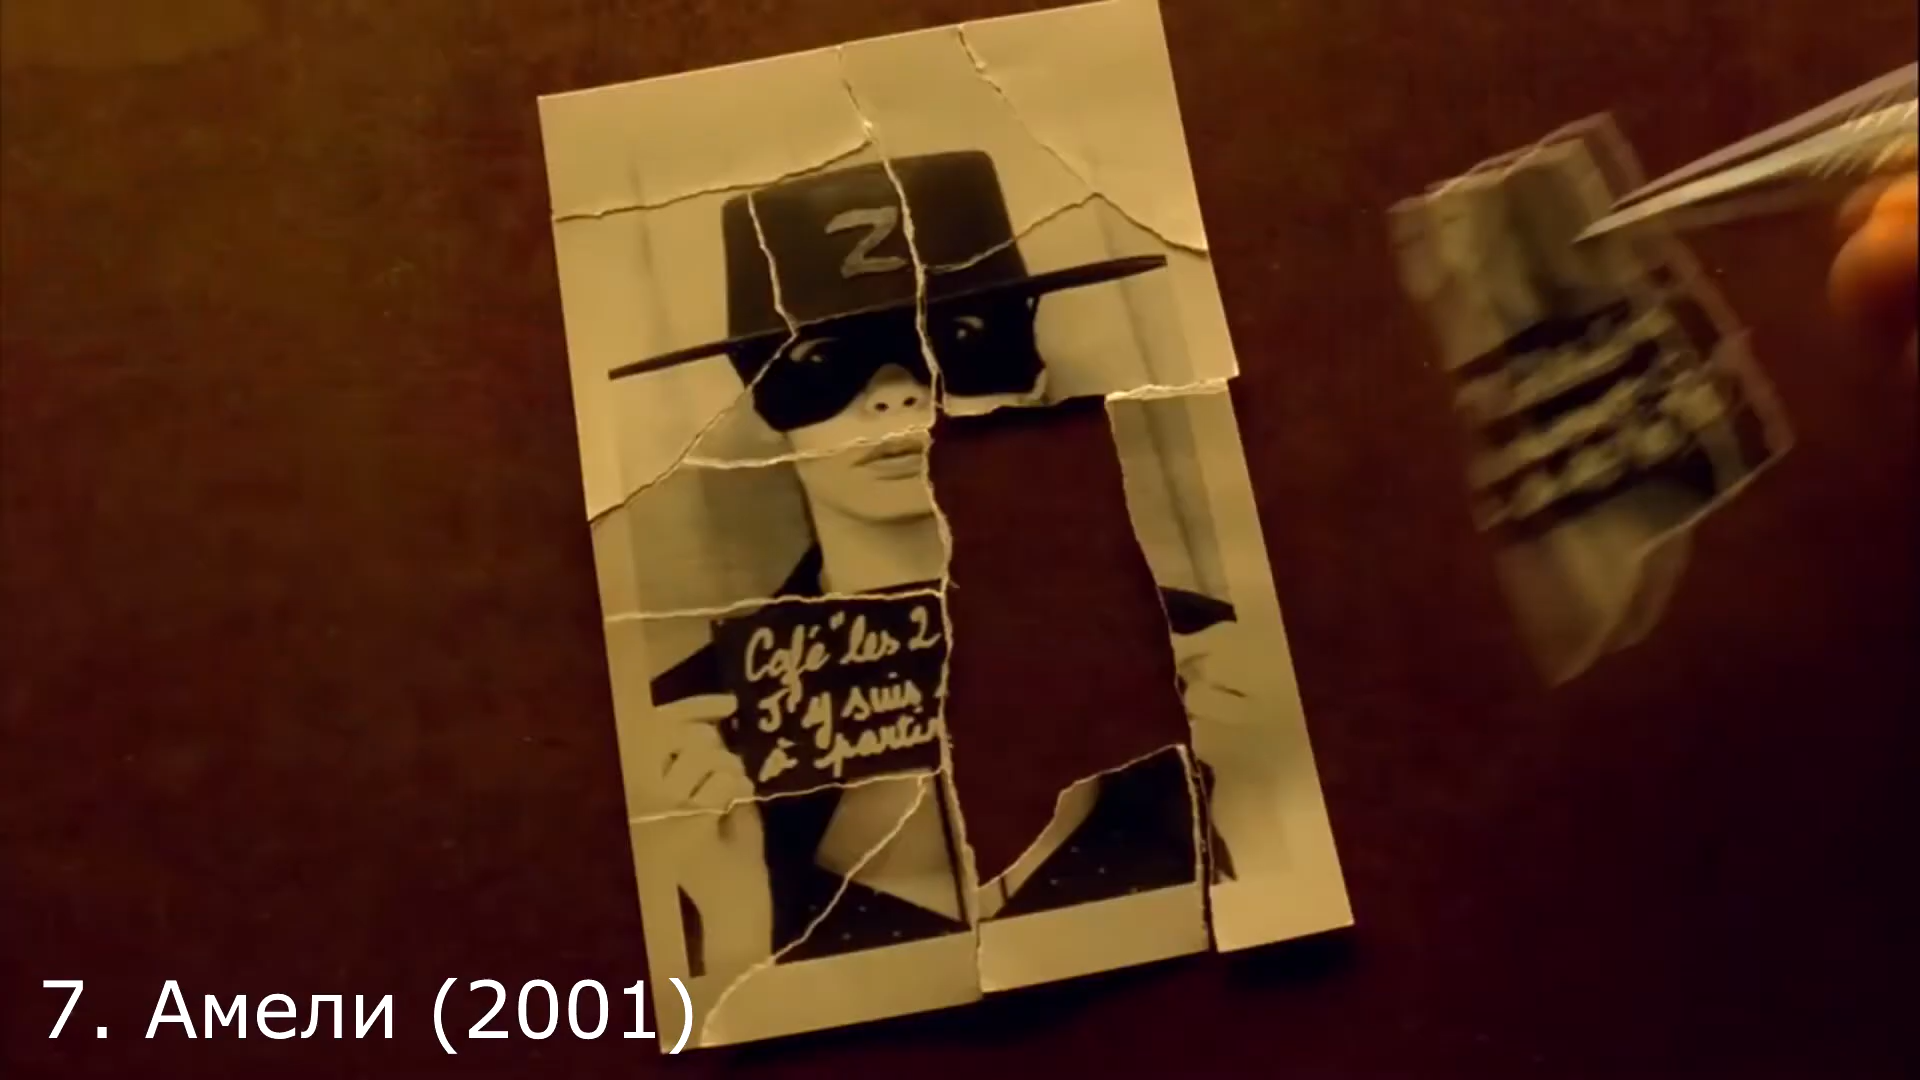 Z
Café "les 2
J'y suis
à partir
7. Амели (2001)